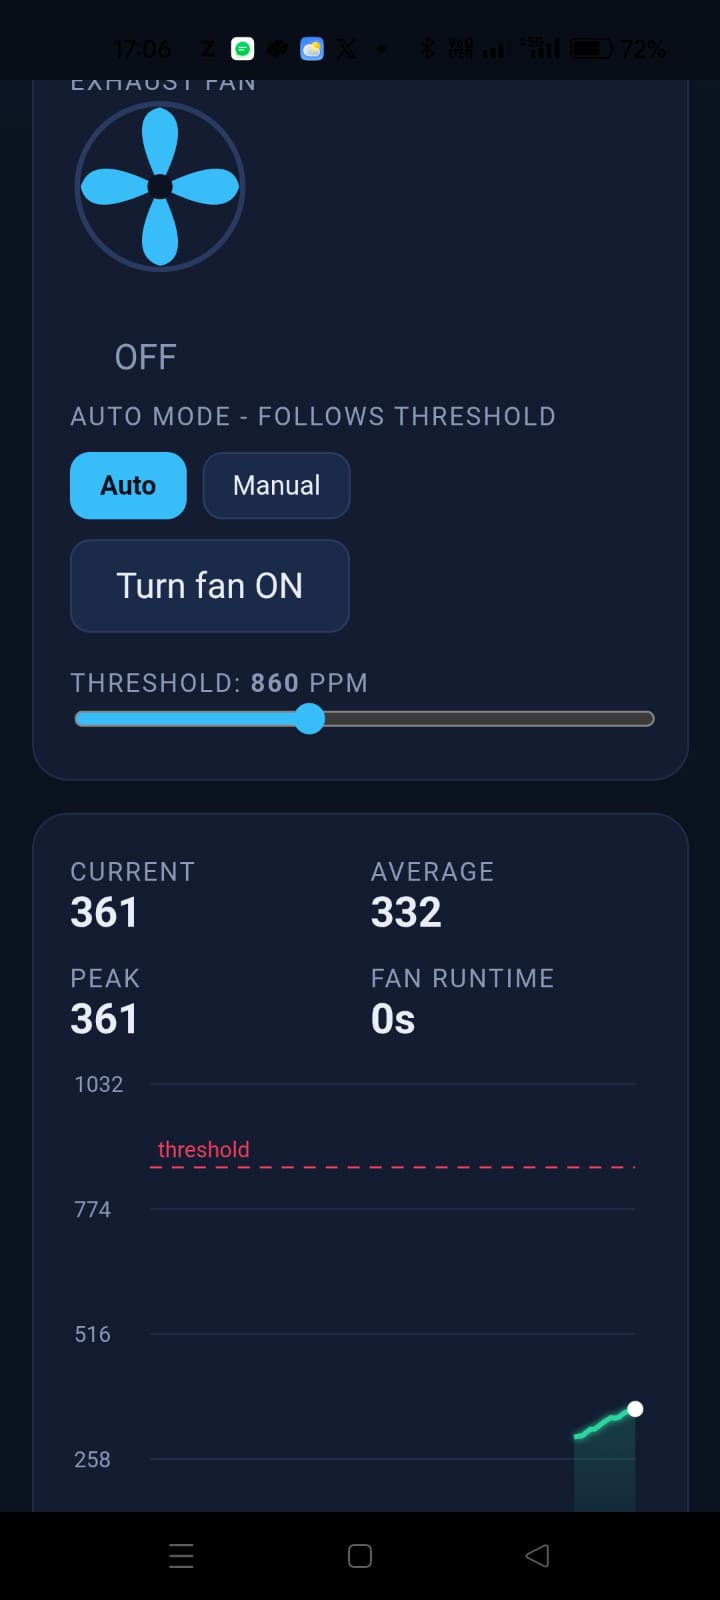 17:06 72%
EXHAUST FAN
OFF
AUTO MODE - FOLLOWS THRESHOLD
Auto Manual
Turn fan ON
THRESHOLD: 860 PPM
CURRENT AVERAGE
361 332
PEAK FAN RUNTIME
361 0s
1032
threshold
774
516
258